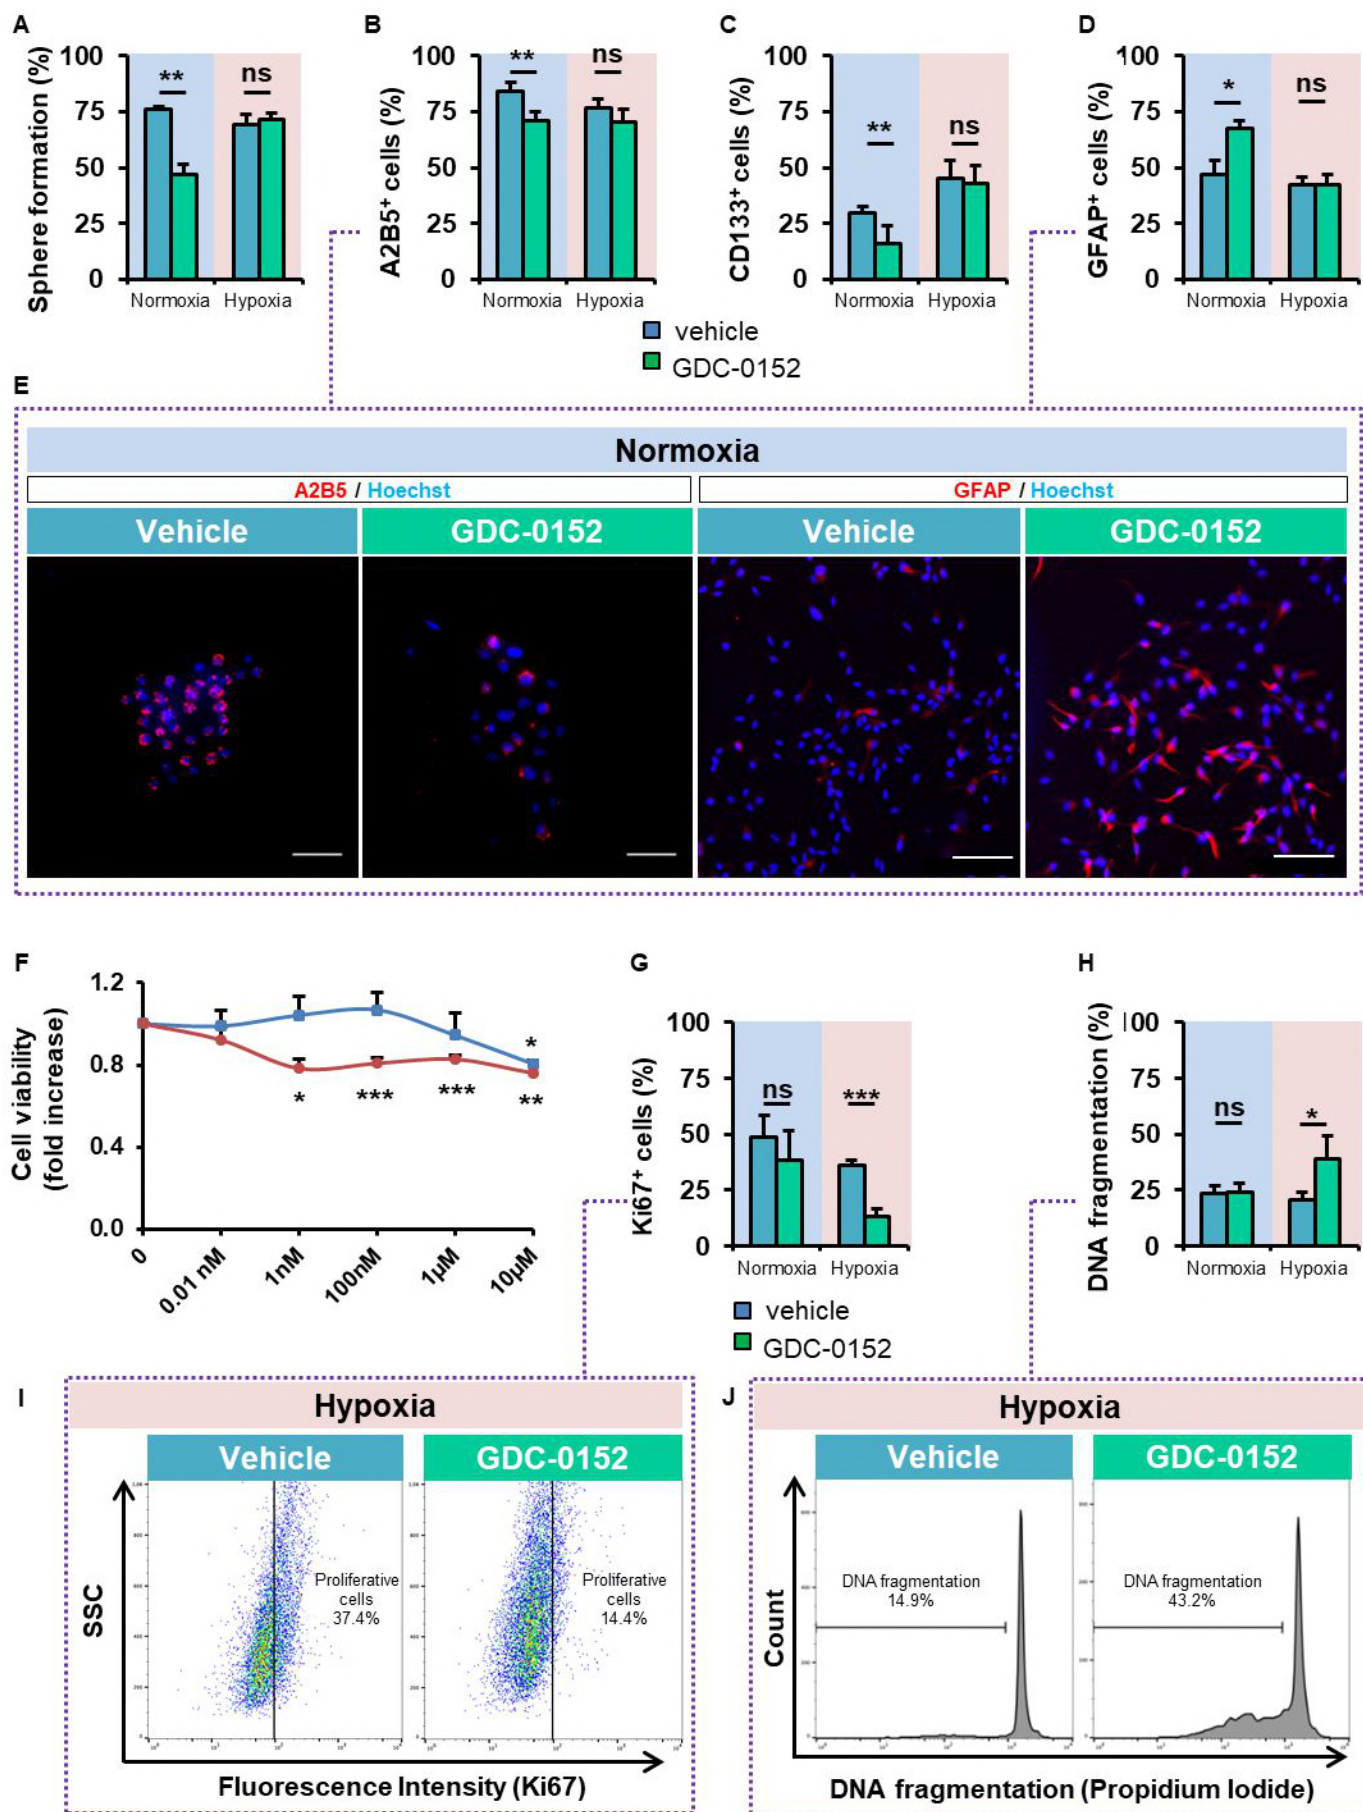 A
B
C
D
Sphere formation (%)
100
75
50
25
0
**
ns
Normoxia
Hypoxia
A2B5⁺ cells (%)
100
75
50
25
0
**
ns
Normoxia
Hypoxia
CD133⁺ cells (%)
100
75
50
25
0
**
ns
Normoxia
Hypoxia
GFAP⁺ cells (%)
100
75
50
25
0
*
ns
Normoxia
Hypoxia
vehicle
GDC-0152
E
Normoxia
A2B5 / Hoechst
GFAP / Hoechst
Vehicle
GDC-0152
Vehicle
GDC-0152
F
Cell viability
(fold increase)
1.2
0.8
0.4
0.0
*
*
***
***
**
0
0.01 nM
1nM
100nM
1µM
10µM
G
Ki67⁺ cells (%)
100
75
50
25
0
ns
***
Normoxia
Hypoxia
vehicle
GDC-0152
H
DNA fragmentation (%)
100
75
50
25
0
ns
*
Normoxia
Hypoxia
I
Hypoxia
Vehicle
GDC-0152
SSC
Proliferative
cells
37.4%
Proliferative
cells
14.4%
Fluorescence Intensity (Ki67)
J
Hypoxia
Vehicle
GDC-0152
Count
DNA fragmentation
14.9%
DNA fragmentation
43.2%
DNA fragmentation (Propidium Iodide)